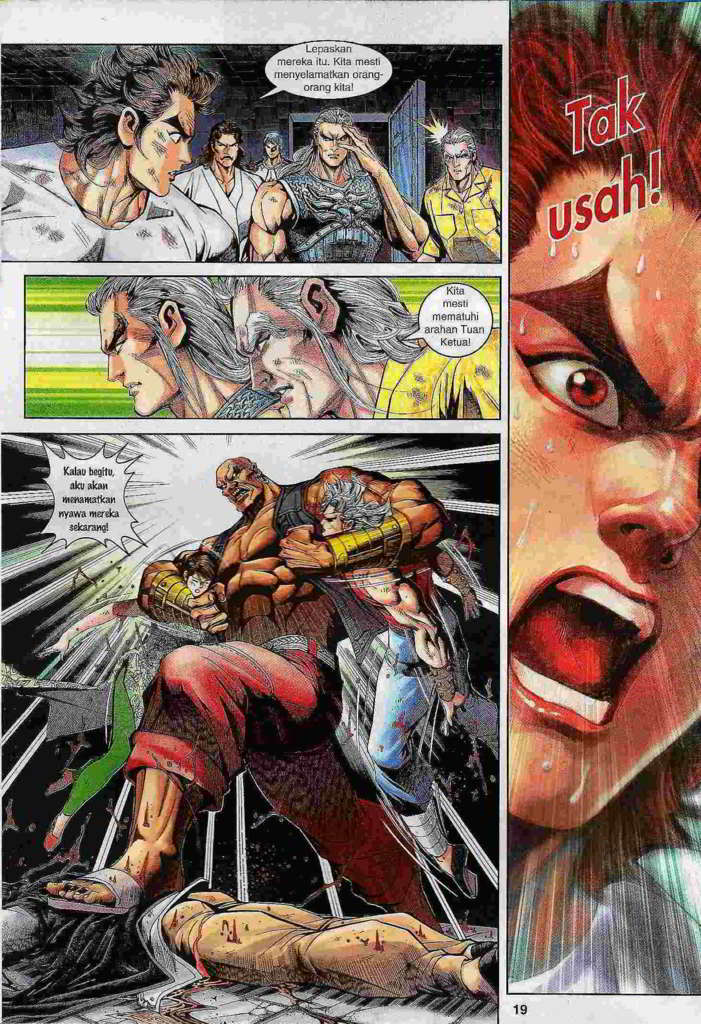 Lepaskan
mereka itu. Kita mesti
menyelamatkan orang-
orang kita!
Kita
mesti
mematuhi
arahan Tuan
Ketua!
Kalau begitu,
aku akan
menamatkan
nyawa mereka
sekarang!
Tak
usah!
19